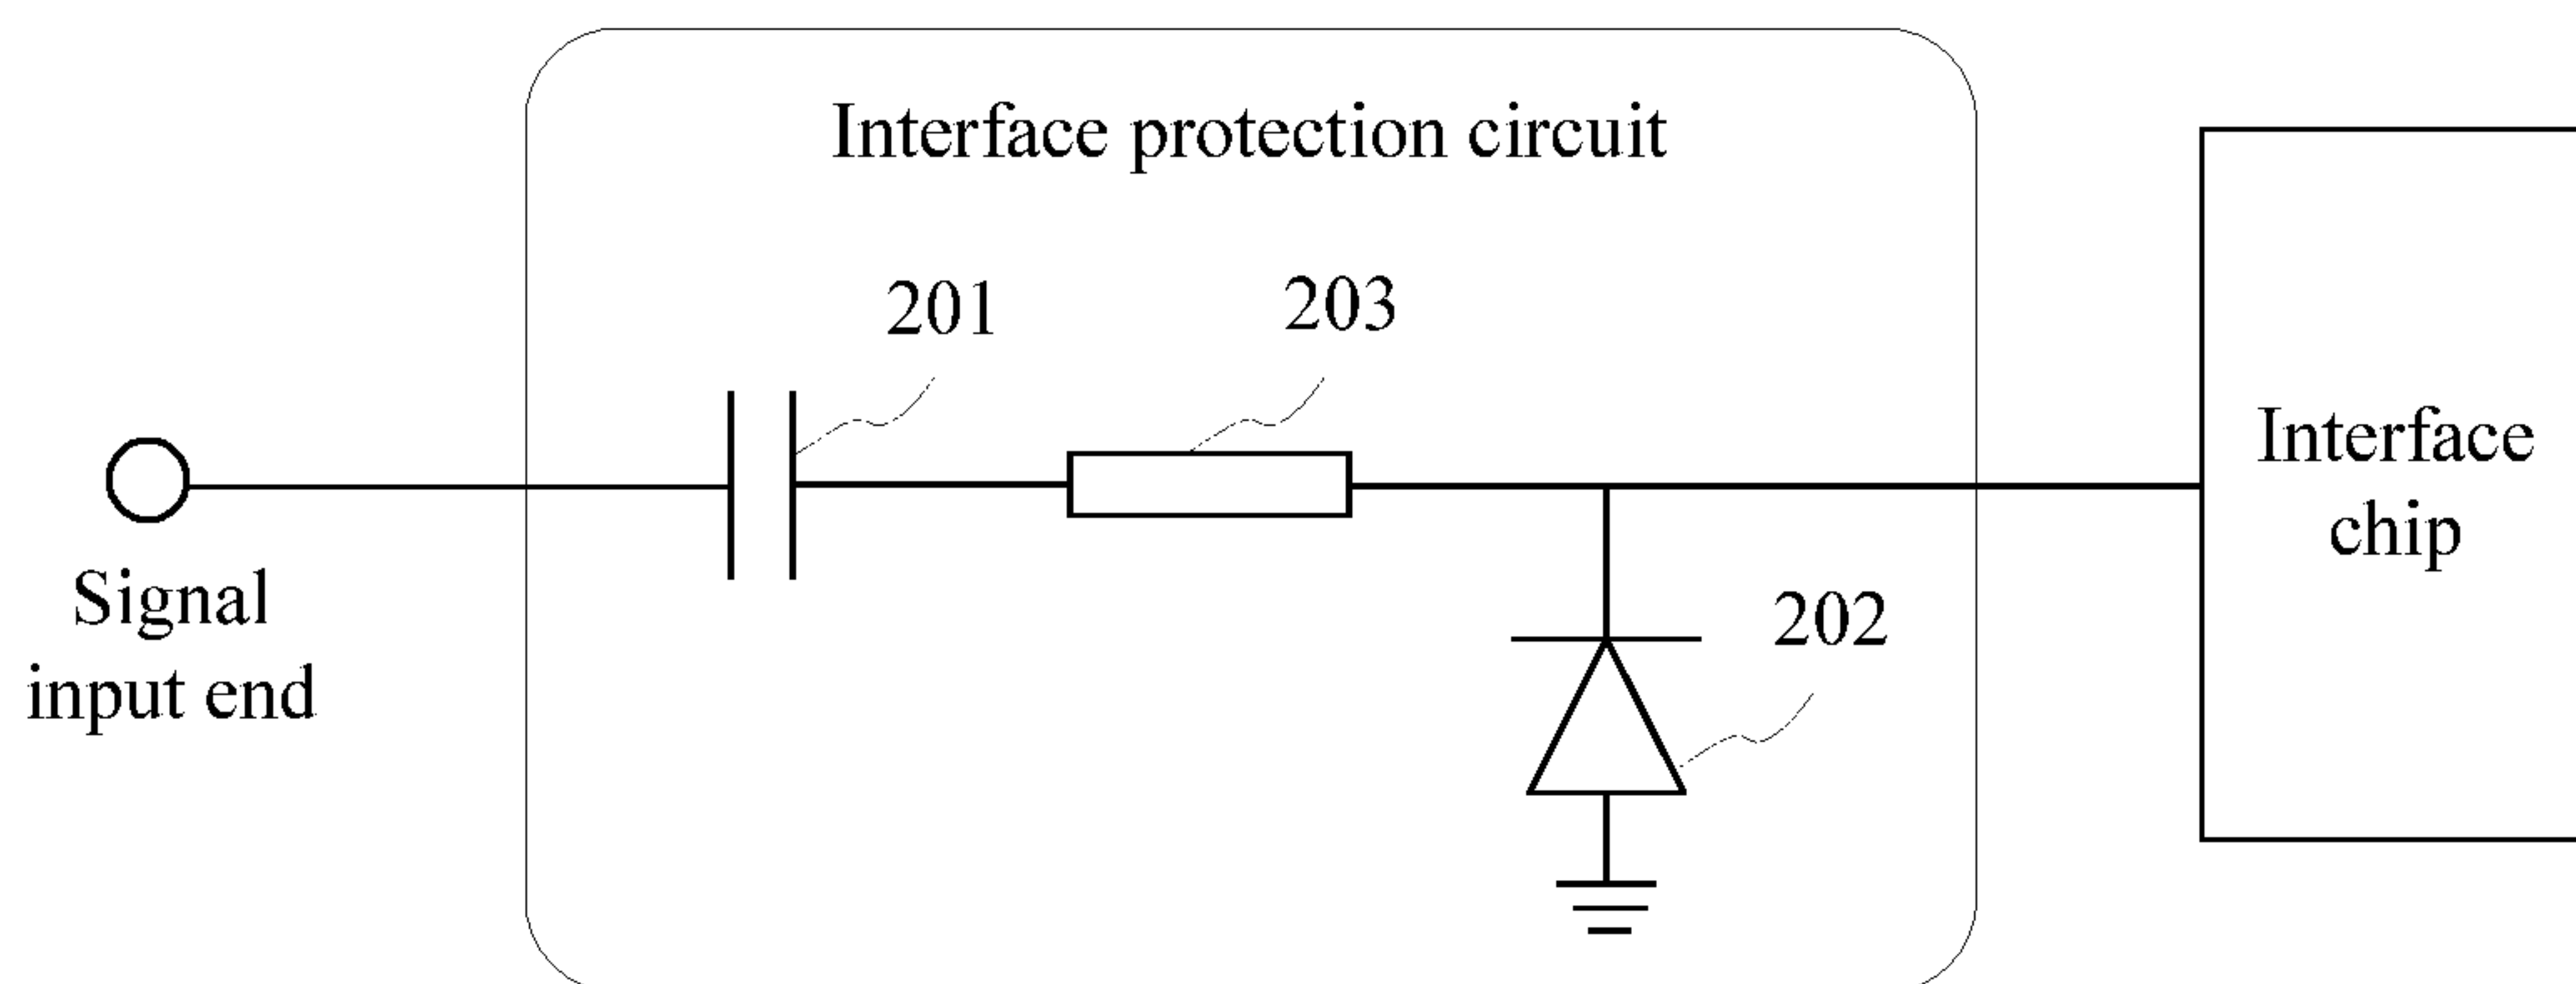 Interface protection circuit
201
203
Signal
input end
202
Interface
chip